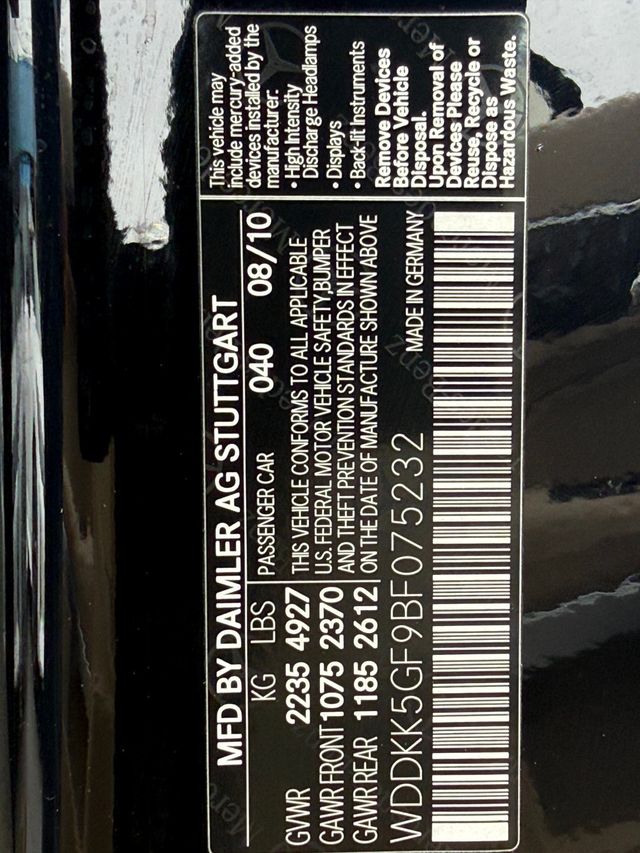 MFD BY DAIMLER AG STUTTGART
KG LBS
GVWR 2235 4927
GAWR FRONT 1075 2370
GAWR REAR 1185 2612
PASSENGER CAR 040 08/10
THIS VEHICLE CONFORMS TO ALL APPLICABLE
U.S. FEDERAL MOTOR VEHICLE SAFETY,BUMPER
AND THEFT PREVENTION STANDARDS IN EFFECT
ON THE DATE OF MANUFACTURE SHOWN ABOVE
WDDKK5GF9BF075232
MADE IN GERMANY
This vehicle may
include mercury-added
devices installed by the
manufacturer:
• High Intensity
Discharge Headlamps
• Displays
• Back-lit Instruments
Remove Devices
Before Vehicle
Disposal.
Upon Removal of
Devices Please
Reuse, Recycle or
Dispose as
Hazardous Waste.